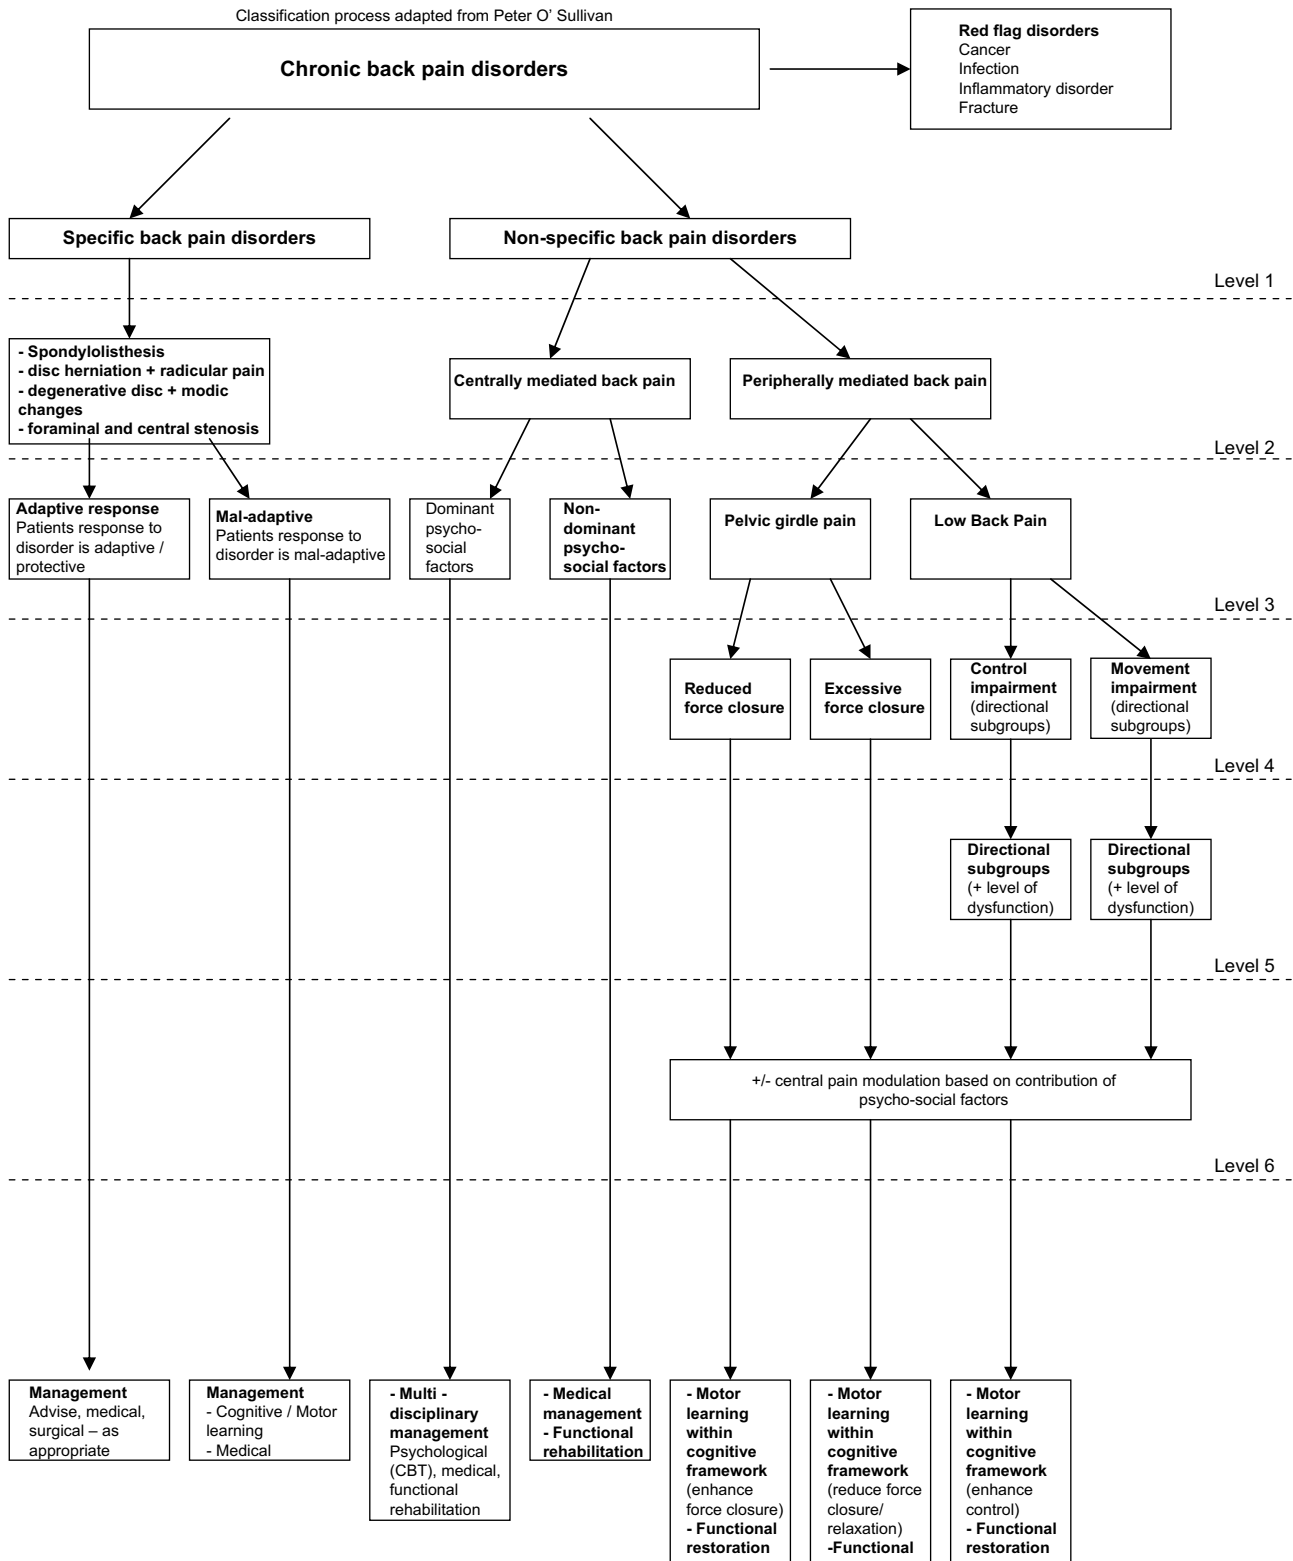 Classification process adapted from Peter O’ Sullivan
Chronic back pain disorders
Red flag disorders
Cancer
Infection
Inflammatory disorder
Fracture
Specific back pain disorders
Non-specific back pain disorders
Level 1
- Spondylolisthesis
- disc herniation + radicular pain
- degenerative disc + modic
changes
- foraminal and central stenosis
Centrally mediated back pain
Peripherally mediated back pain
Level 2
Adaptive response
Patients response to
disorder is adaptive /
protective
Mal-adaptive
Patients response to
disorder is mal-adaptive
Dominant
psycho-
social
factors
Non-
dominant
psycho-
social factors
Pelvic girdle pain
Low Back Pain
Level 3
Reduced
force closure
Excessive
force closure
Control
impairment
(directional
subgroups)
Movement
impairment
(directional
subgroups)
Level 4
Directional
subgroups
(+ level of
dysfunction)
Directional
subgroups
(+ level of
dysfunction)
Level 5
+/- central pain modulation based on contribution of
psycho-social factors
Level 6
Management
Advise, medical,
surgical – as
appropriate
Management
- Cognitive / Motor
learning
- Medical
- Multi -
disciplinary
management
Psychological
(CBT), medical,
functional
rehabilitation
- Medical
management
- Functional
rehabilitation
- Motor
learning
within
cognitive
framework
(enhance
force closure)
- Functional
restoration
- Motor
learning
within
cognitive
framework
(reduce force
closure/
relaxation)
-Functional
- Motor
learning
within
cognitive
framework
(enhance
control)
- Functional
restoration